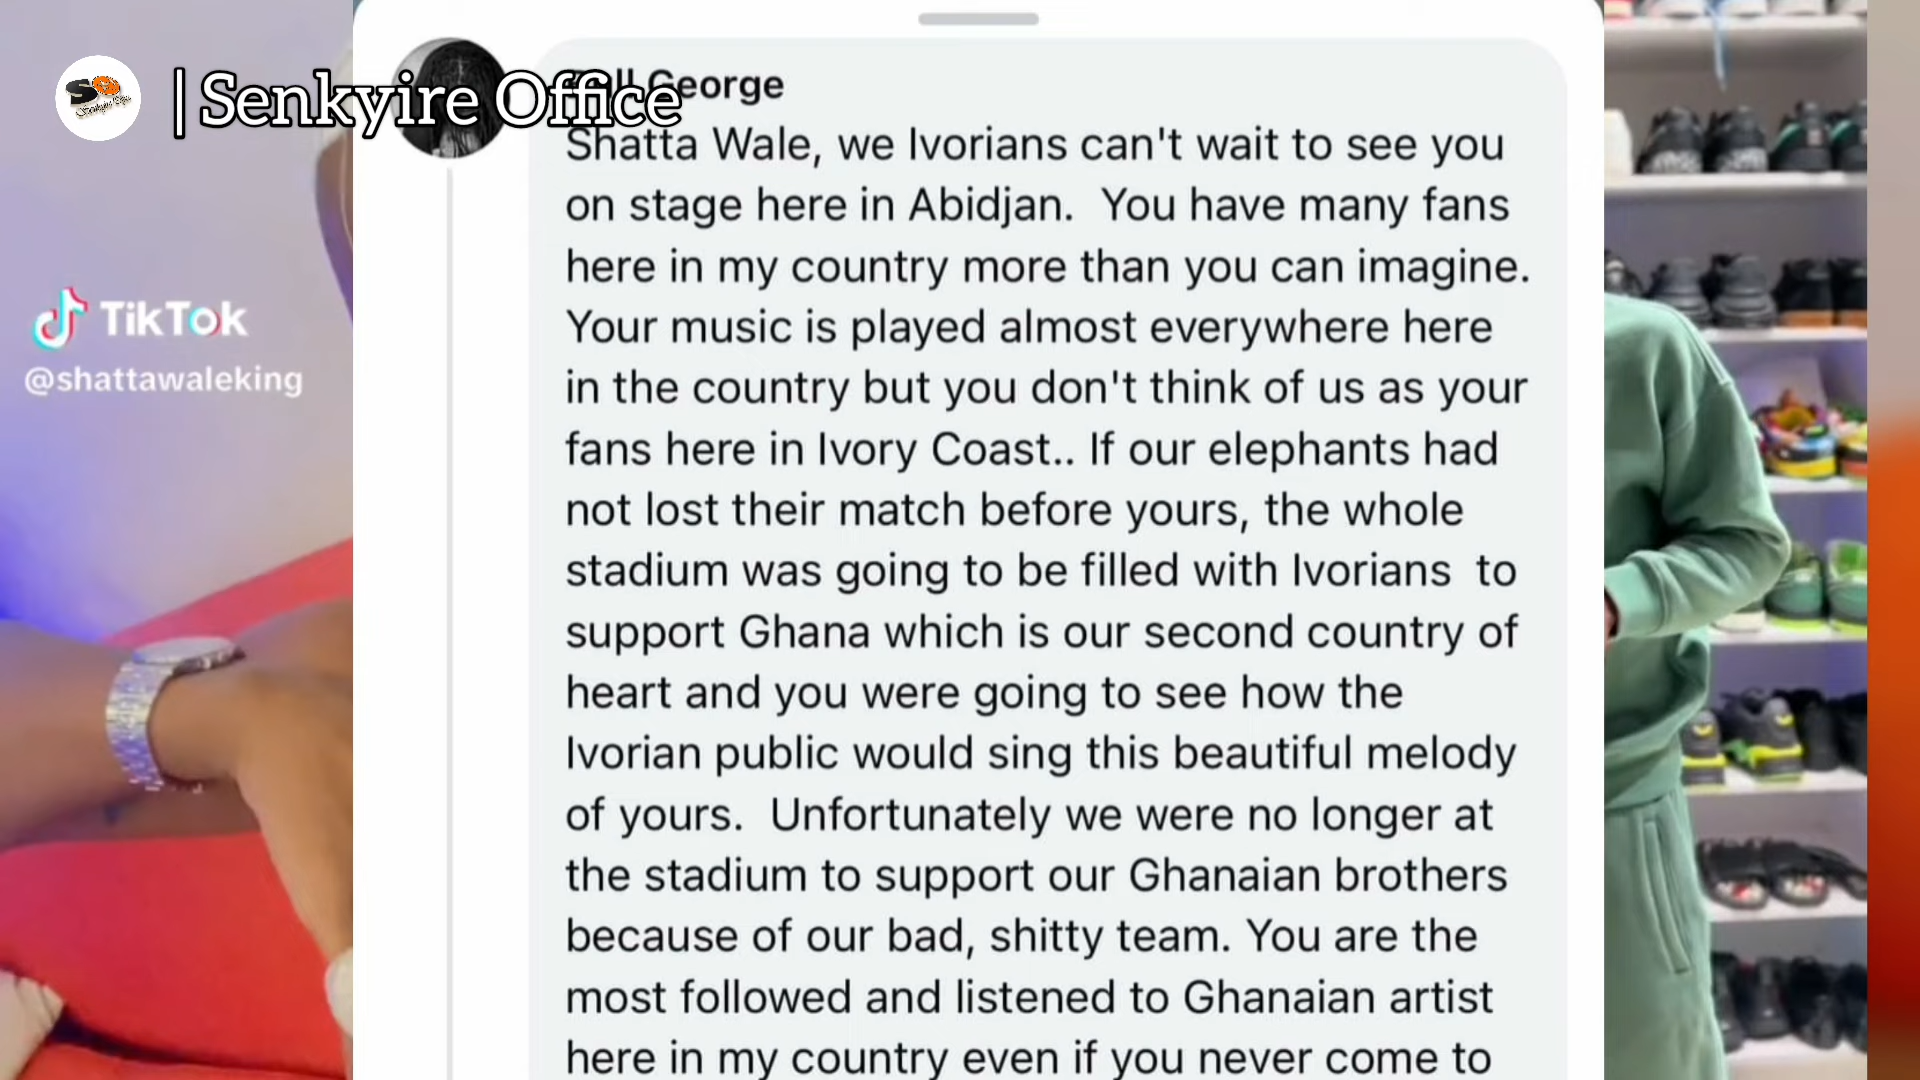 | Senkyire Office
George
Shatta Wale, we Ivorians can't wait to see you
on stage here in Abidjan.  You have many fans
here in my country more than you can imagine.
Your music is played almost everywhere here
in the country but you don't think of us as your
fans here in Ivory Coast.. If our elephants had
not lost their match before yours, the whole
stadium was going to be filled with Ivorians  to
support Ghana which is our second country of
heart and you were going to see how the
Ivorian public would sing this beautiful melody
of yours.  Unfortunately we were no longer at
the stadium to support our Ghanaian brothers
because of our bad, shitty team. You are the
most followed and listened to Ghanaian artist
here in my country even if you never come to
TikTok
@shattawaleking